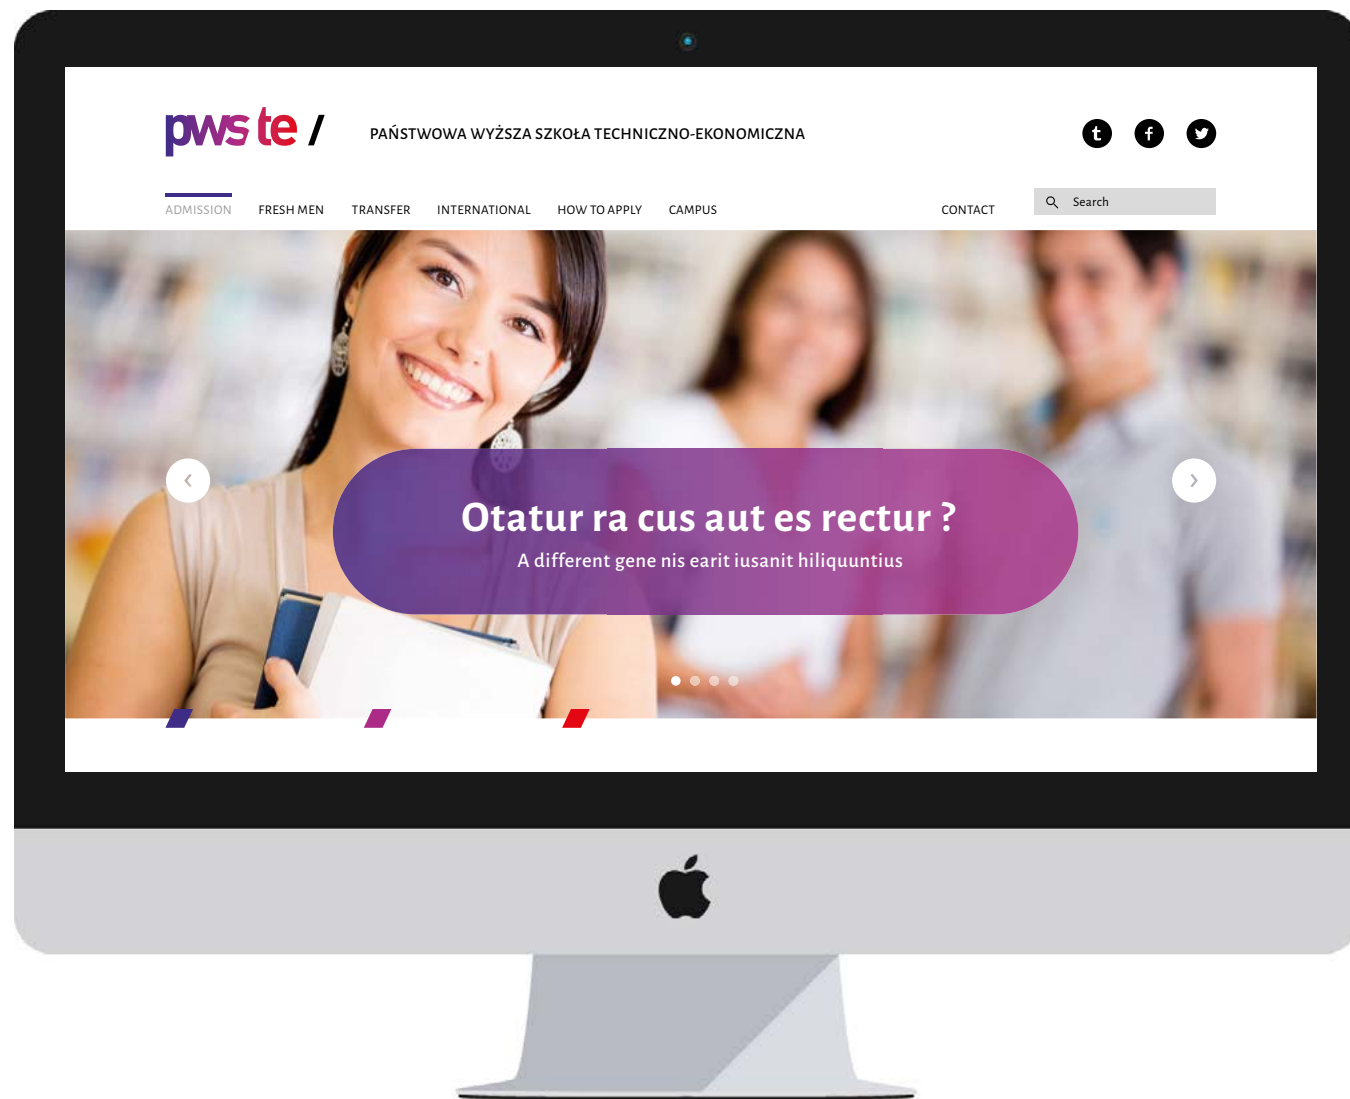 pwste /
PAŃSTWOWA WYŻSZA SZKOŁA TECHNICZNO-EKONOMICZNA
ADMISSION FRESH MEN TRANSFER INTERNATIONAL HOW TO APPLY CAMPUS CONTACT Search
Otatur ra cus aut es rectur ?
A different gene nis earit iusanit hiliquuntius